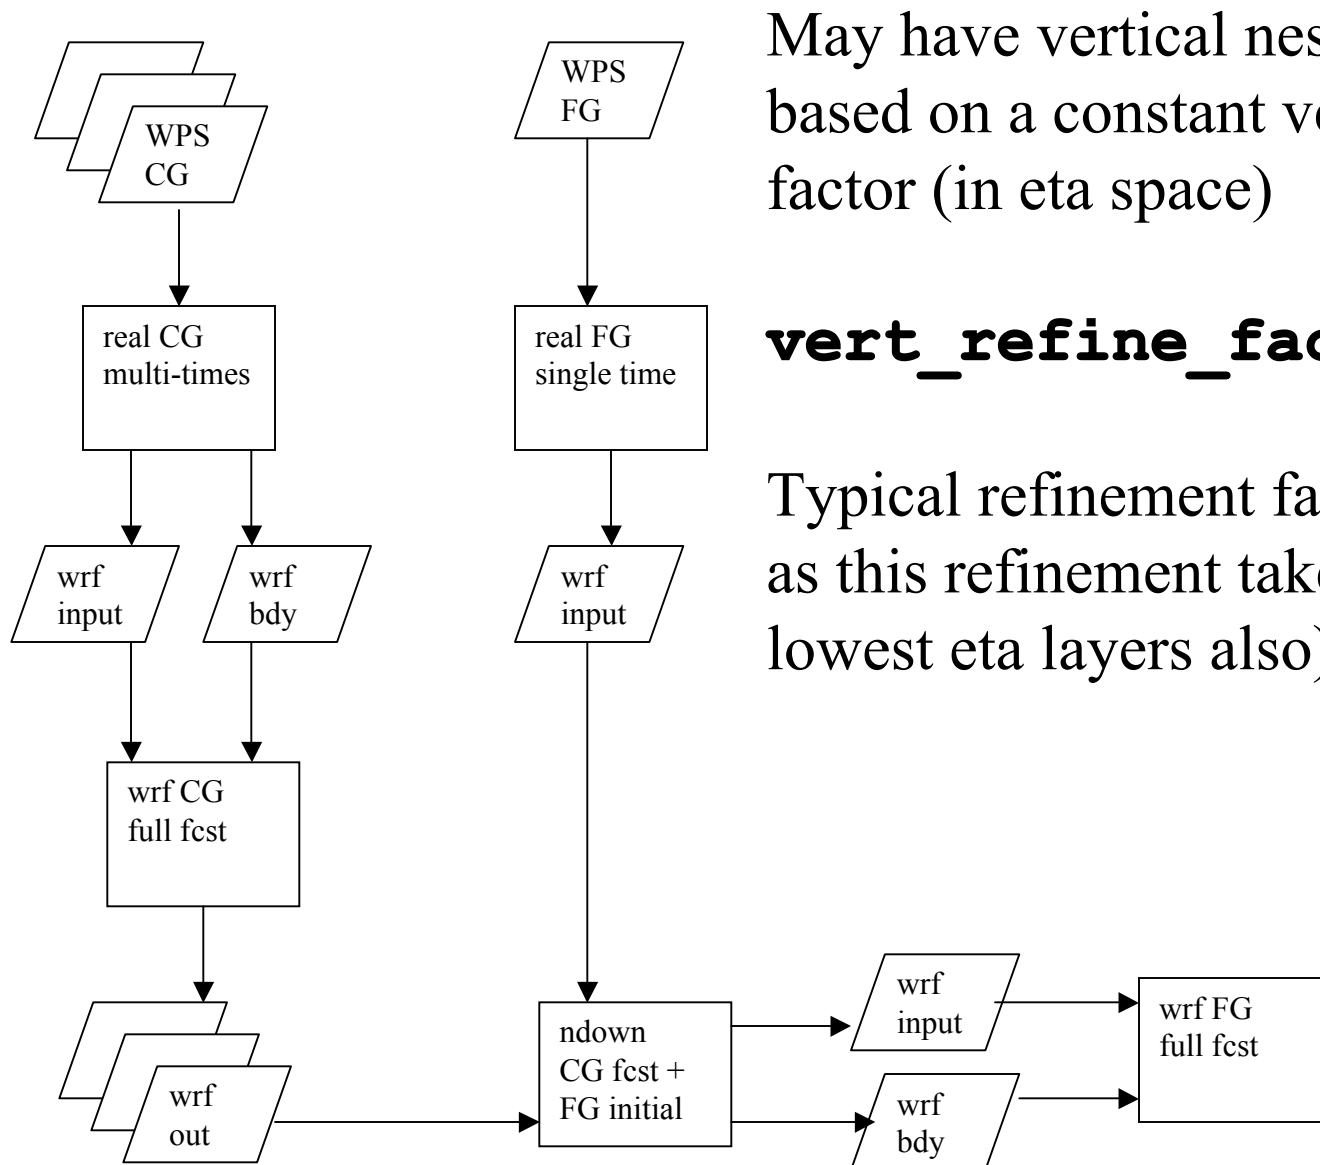 WPS
CG
WPS
FG
May have vertical nes
based on a constant ve
factor (in eta space)
real CG
multi-times
real FG
single time
vert_refine_fac
Typical refinement fa
as this refinement take
lowest eta layers also)
wrf
input
wrf
bdy
wrf
input
wrf CG
full fcst
wrf
out
ndown
CG fcst +
FG initial
wrf
input
wrf
bdy
wrf FG
full fcst